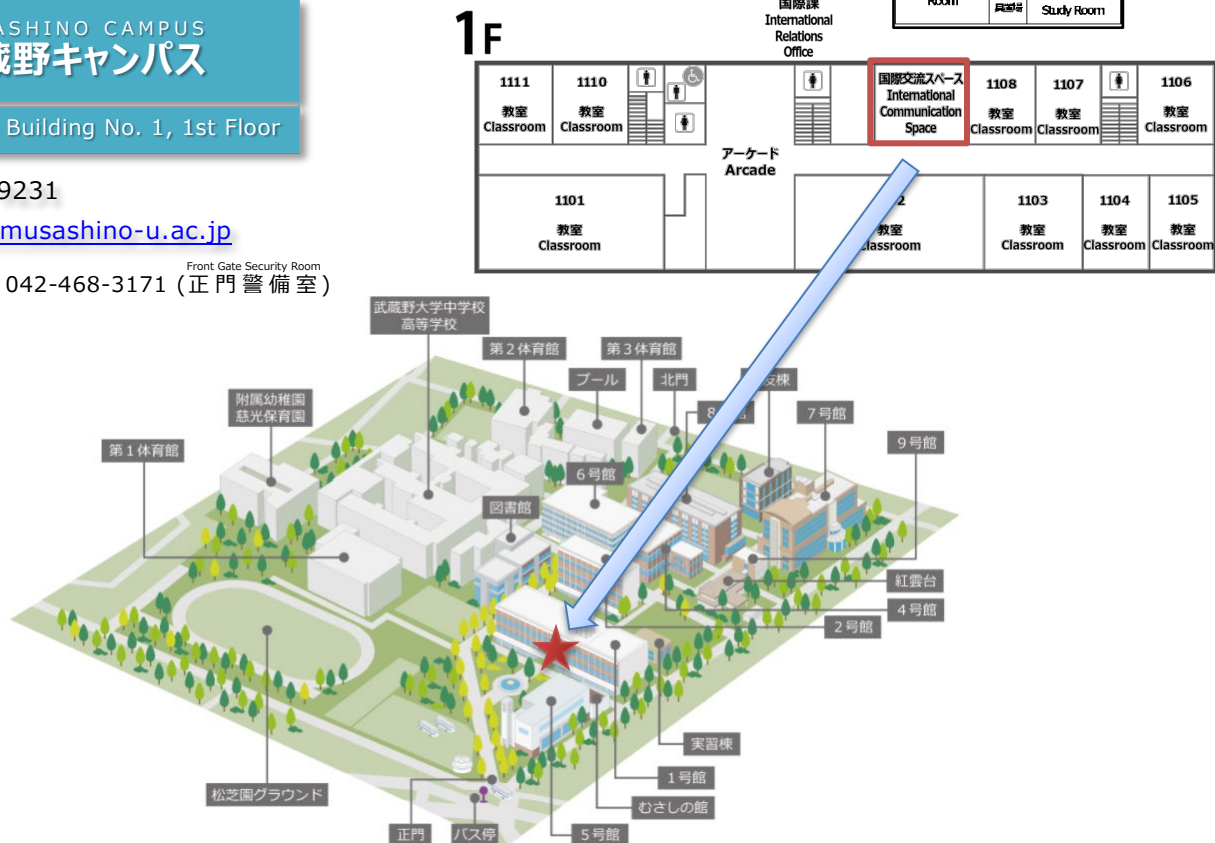 ASHINO CAMPUS
蔵野キャンパス
Building No. 1, 1st Floor
9231
musashino-u.ac.jp
Front Gate Security Room
042-468-3171 (正門警備室)
1F
国際課
International
Relations
Office
Room
Study Room
1111
教室
Classroom
1110
教室
Classroom
国際交流スペース
International
Communication
Space
1108
教室
Classroom
1107
教室
Classroom
1106
教室
Classroom
アーケード
Arcade
1101
教室
Classroom
2
教室
Classroom
1103
教室
Classroom
1104
教室
Classroom
1105
教室
Classroom
武蔵野大学中学校
高等学校
第2体育館
第3体育館
プール
北門
友棟
8 館
7号館
附属幼稚園
慈光保育園
第1体育館
9号館
6号館
図書館
紅雲台
4号館
2号館
実習棟
1号館
むさしの館
松芝園グラウンド
正門
バス停
5号館